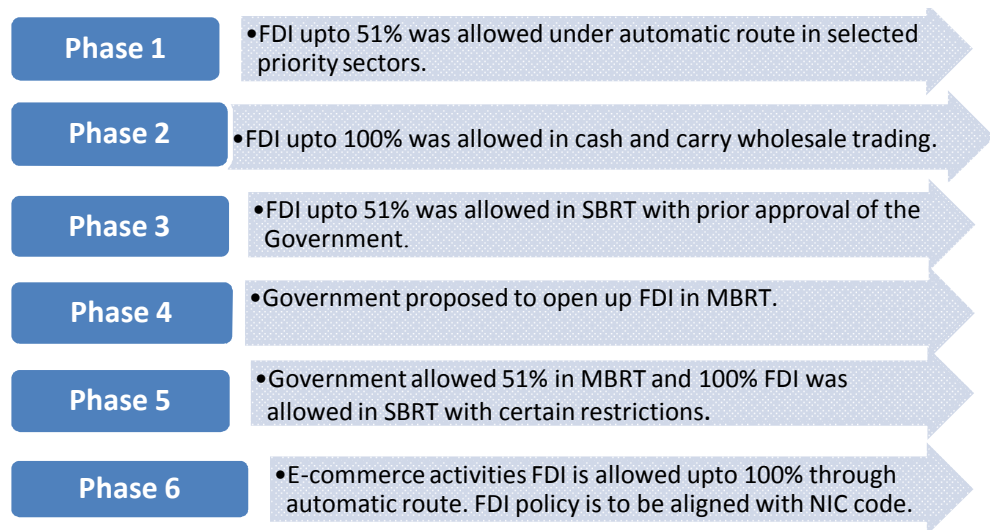 Phase 1
•FDI upto 51% was allowed under automatic route in selected
priority sectors.
Phase 2
•FDI upto 100% was allowed in cash and carry wholesale trading.
Phase 3
•FDI upto 51% was allowed in SBRT with prior approval of the
Government.
Phase 4
•Government proposed to open up FDI in MBRT.
Phase 5
•Government allowed 51% in MBRT and 100% FDI was
allowed in SBRT with certain restrictions.
Phase 6
•E-commerce activities FDI is allowed upto 100% through
automatic route. FDI policy is to be aligned with NIC code.